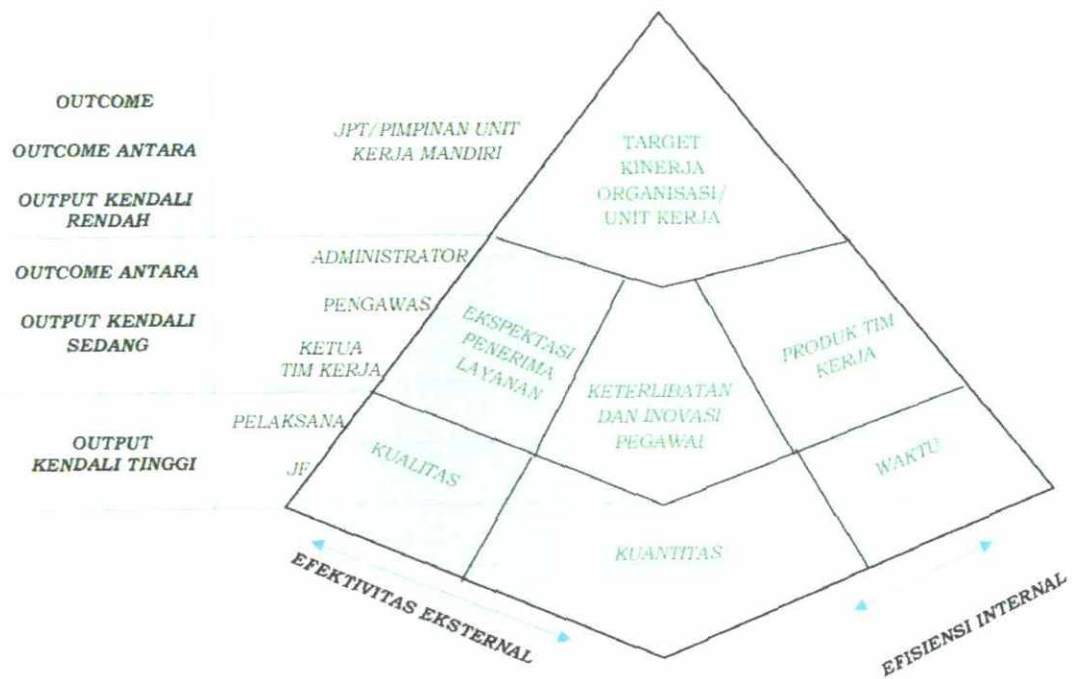 OUTCOME
OUTCOME ANTARA
OUTPUT KENDALI
RENDAH
JPT/PIMPINAN UNIT
KERJA MANDIRI
TARGET
KINERJA
ORGANISASI/
UNIT KERJA
OUTCOME ANTARA
OUTPUT KENDALI
SEDANG
ADMINISTRATOR
PENGAWAS
KETUA
TIM KERJA
EKSPEKTASI
PENERIMA
LAYANAN
KETERLIBATAN
DAN INOVASI
PEGAWAI
PRODUK TIM
KERJA
OUTPUT
KENDALI TINGGI
PELAKSANA
JF
KUALITAS
KUANTITAS
WAKTU
EFEKTIVITAS EKSTERNAL
EFISIENSI INTERNAL